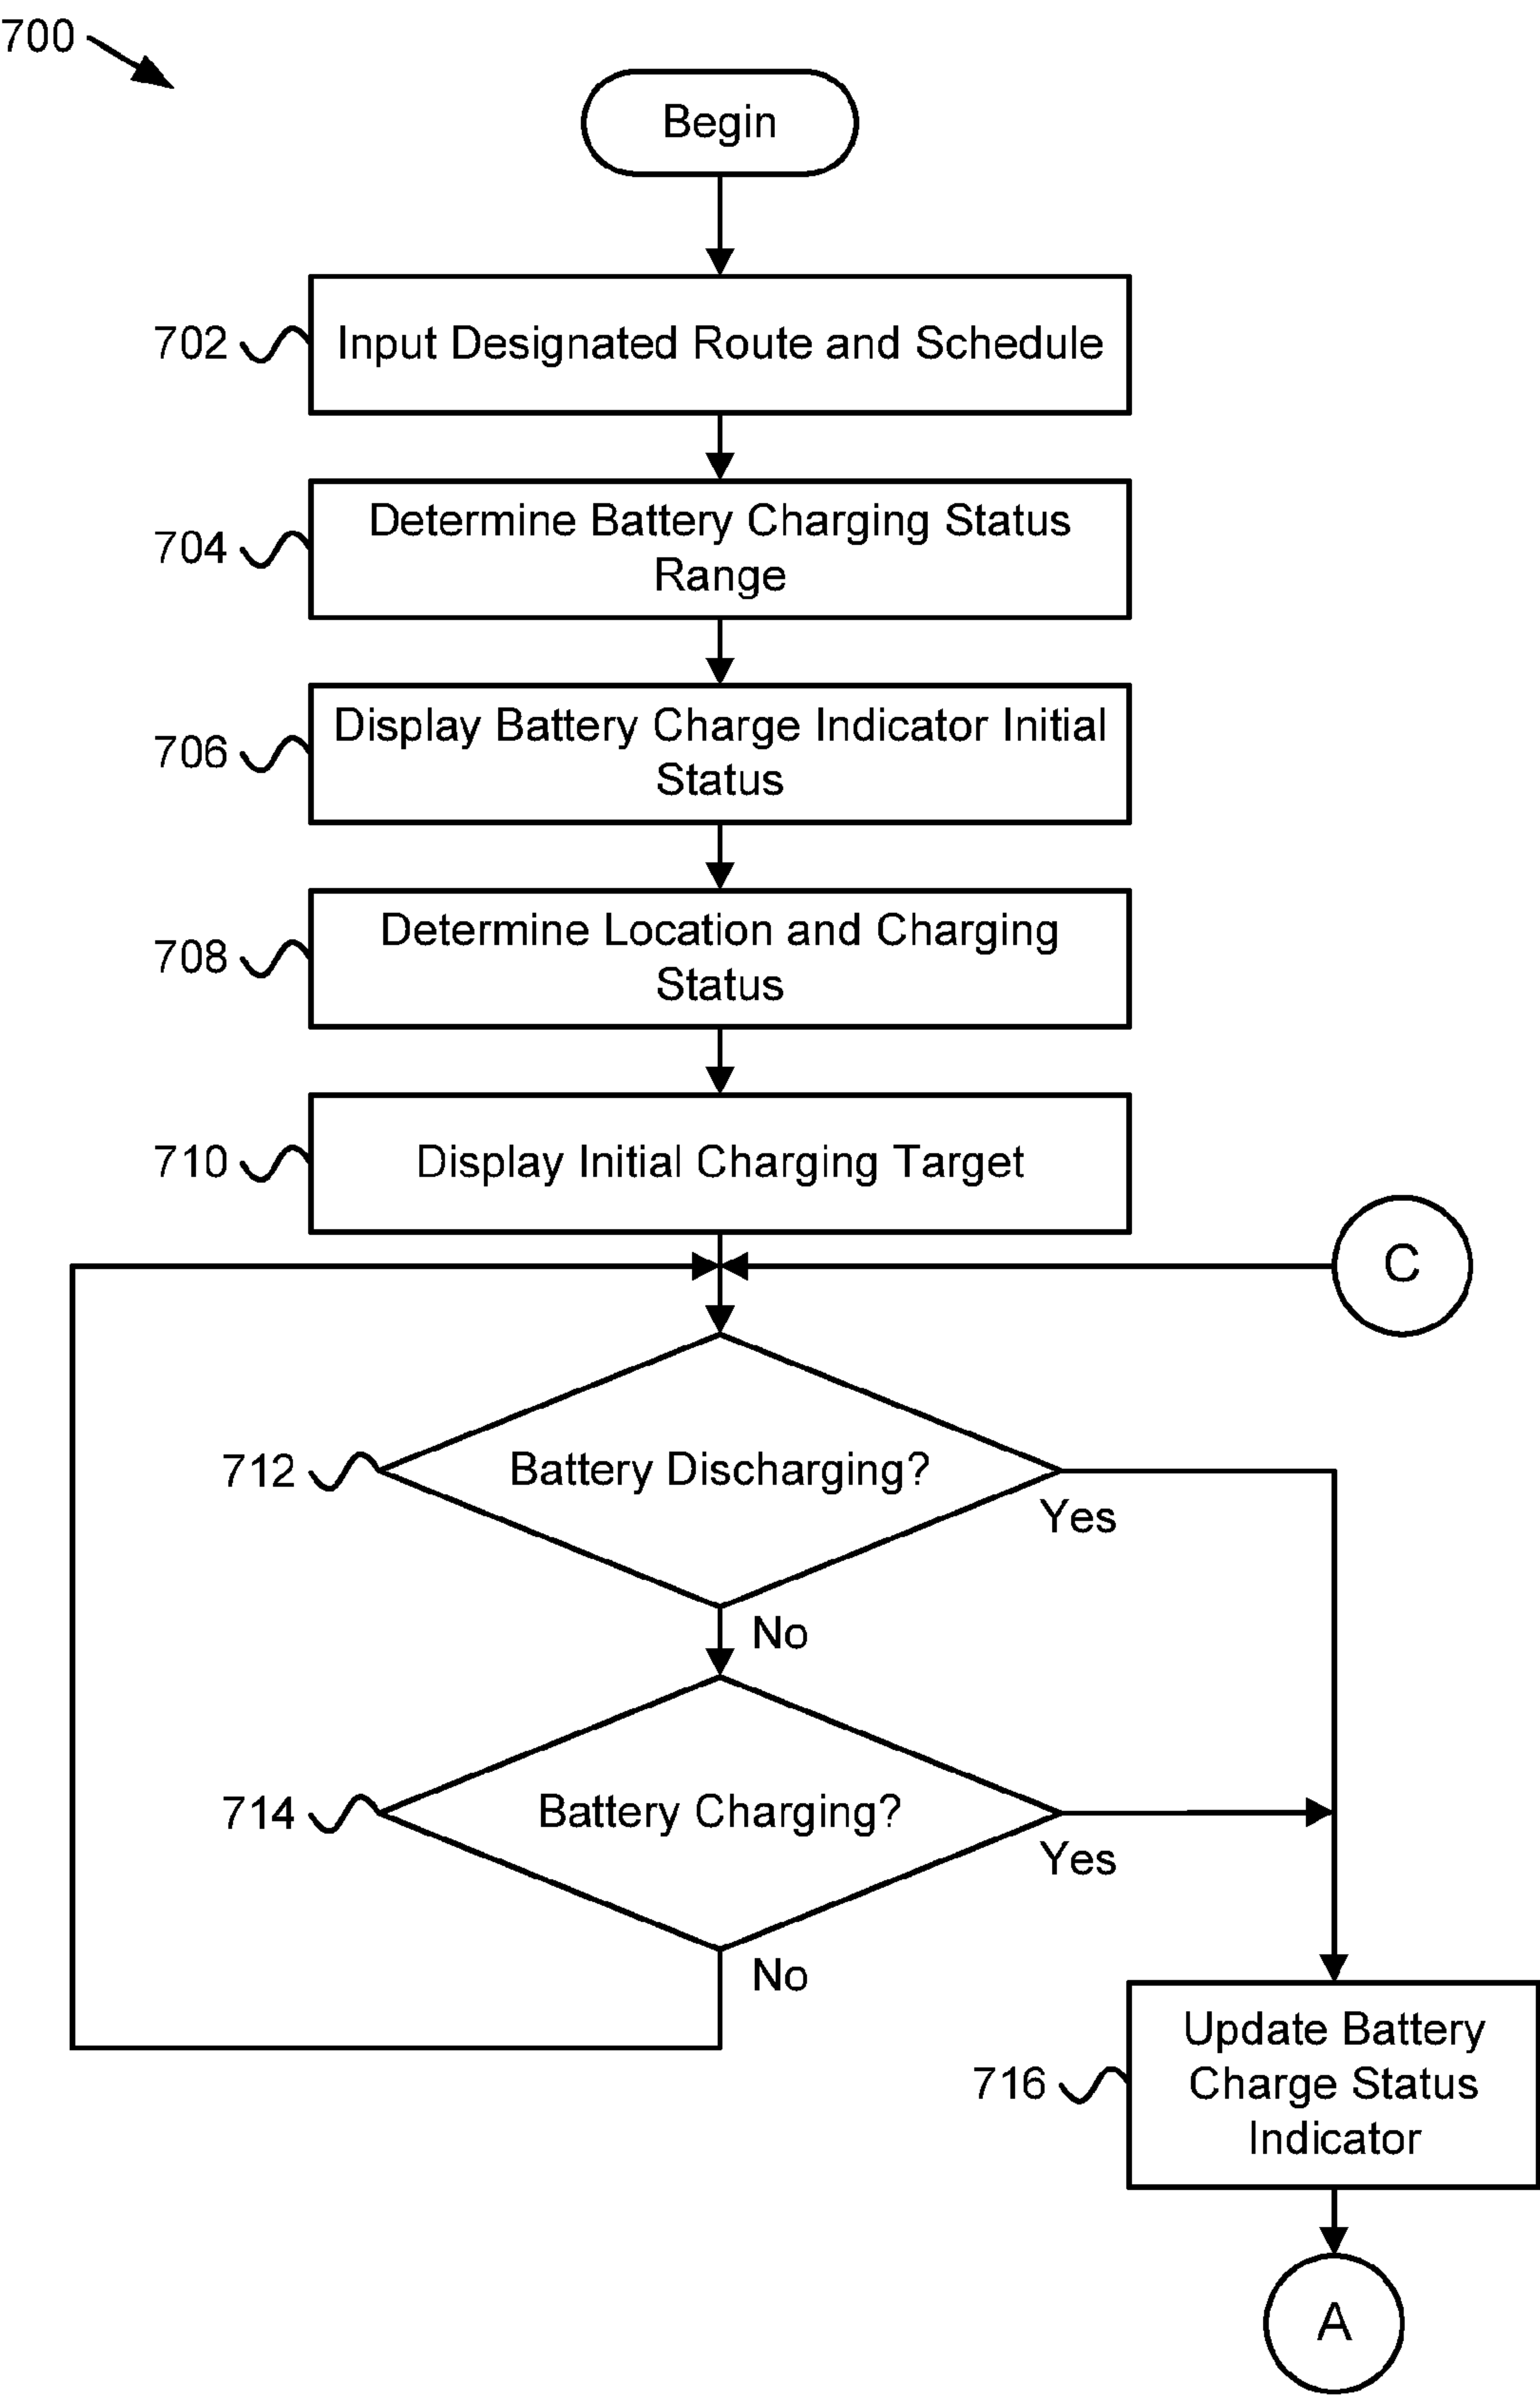 700
Begin
702
Input Designated Route and Schedule
704
Determine Battery Charging Status
Range
706
Display Battery Charge Indicator Initial
Status
708
Determine Location and Charging
Status
710
Display Initial Charging Target
C
712
Battery Discharging?
Yes
No
714
Battery Charging?
Yes
No
716
Update Battery
Charge Status
Indicator
A